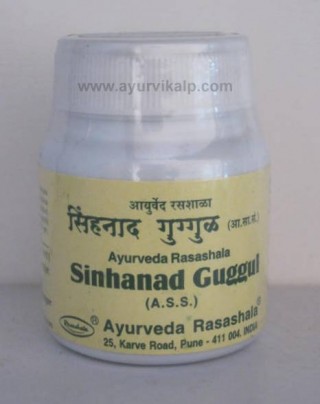 www.ayurvikalp.com
आयुर्वेद रसशाळा
सिंहनाद गुग्गुळ (आ.सा.सं.)
Ayurveda Rasashala
Sinhanad Guggul
(A.S.S.)
Rasashala ® Ayurveda Rasashala®
25, Karve Road, Pune - 411 004. INDIA